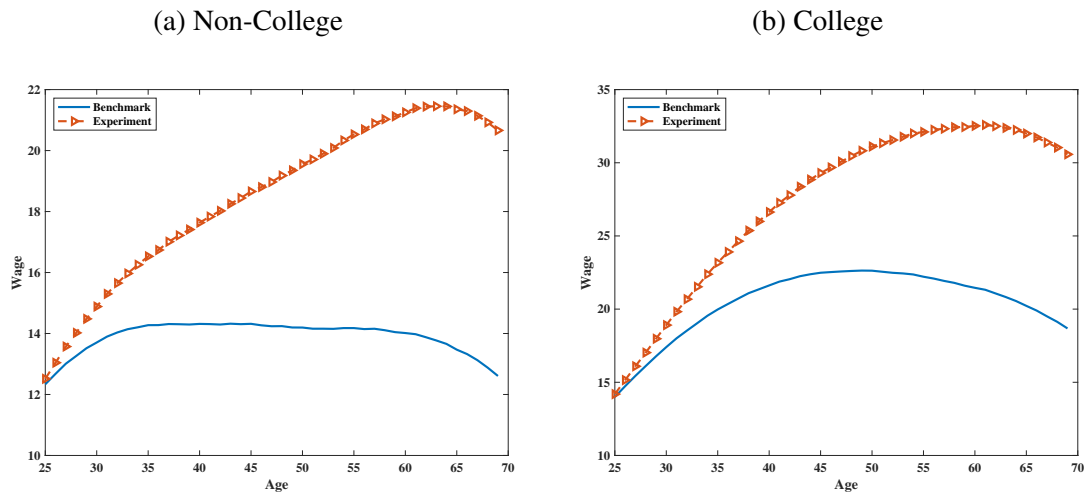 (a) Non-College
(b) College
22
20
18
16
14
12
10
Wage
Benchmark
Experiment
25 30 35 40 45 50 55 60 65 70
Age
35
30
25
20
15
10
Wage
Benchmark
Experiment
25 30 35 40 45 50 55 60 65 70
Age